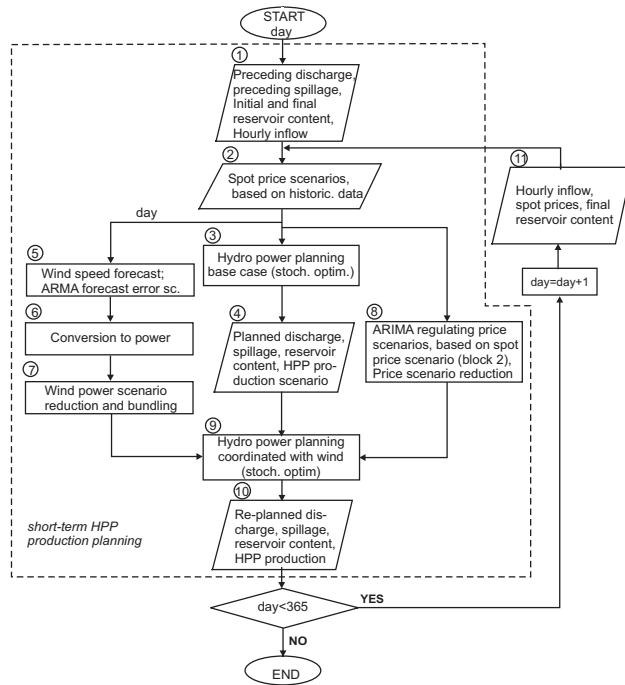 START
day
1
Preceding discharge,
preceding spillage,
Initial and final
reservoir content,
Hourly inflow
2
Spot price scenarios,
based on historic. data
11
Hourly inflow,
spot prices, final
reservoir content
day=day+1
day
5
Wind speed forecast;
ARMA forecast error sc.
6
Conversion to power
7
Wind power scenario
reduction and bundling
3
Hydro power planning
base case (stoch. optim.)
4
Planned discharge,
spillage, reservoir
content, HPP pro-
duction scenario
8
ARIMA regulating price
scenarios, based on spot
price scenario (block 2),
Price scenario reduction
9
Hydro power planning
coordinated with wind
(stoch. optim)
10
Re-planned dis-
charge, spillage,
reservoir content,
HPP production
short-term HPP
production planning
day<365
YES
NO
END